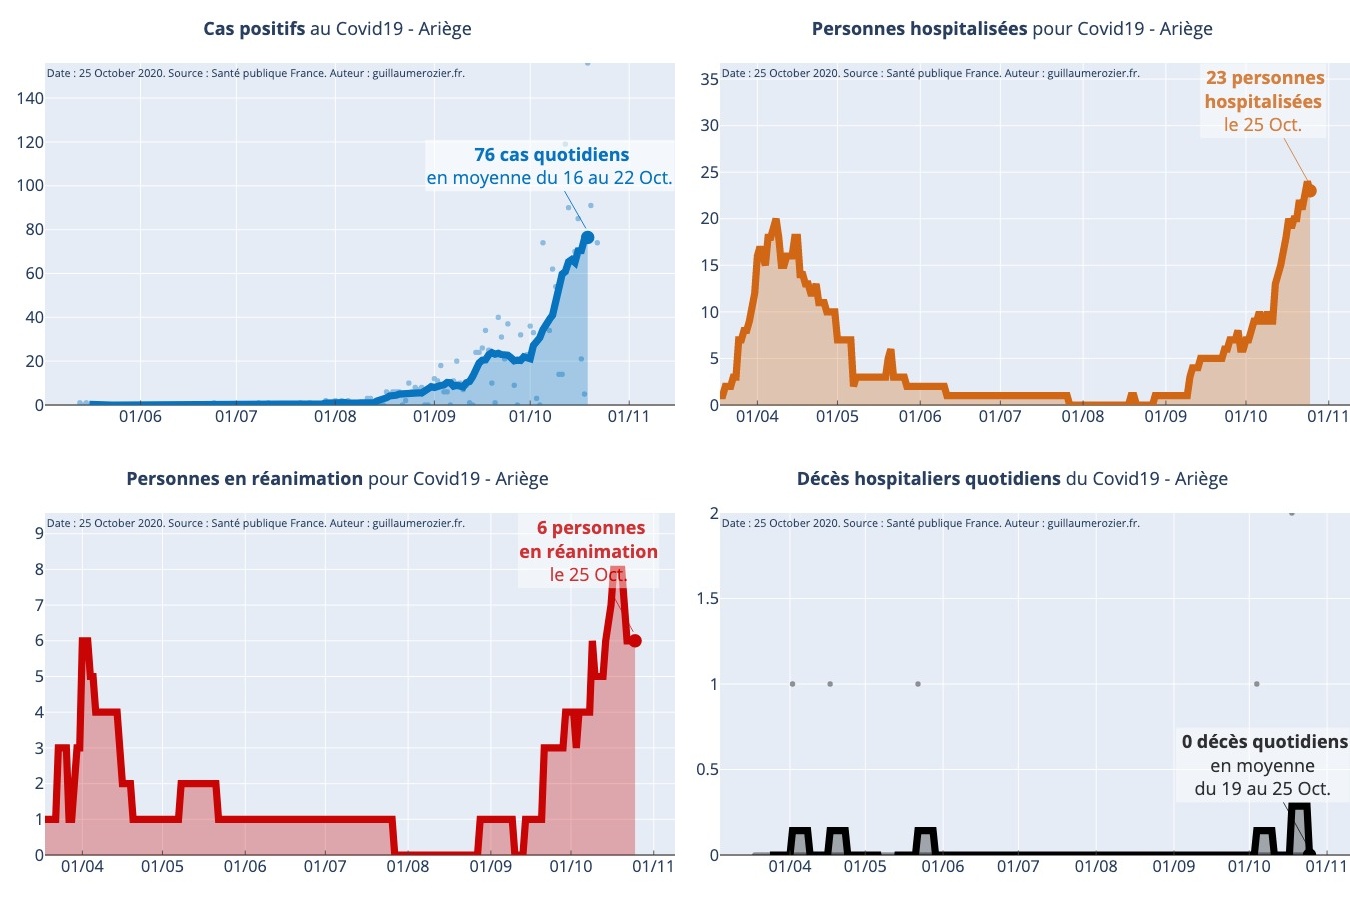 Cas positifs au Covid19 - Ariège
Date : 25 October 2020. Source : Santé publique France. Auteur : guillaumerozier.fr.
140
120
100
80
60
40
20
0
76 cas quotidiens
en moyenne du 16 au 22 Oct.
01/06 01/07 01/08 01/09 01/10 01/11
Personnes hospitalisées pour Covid19 - Ariège
Date : 25 October 2020. Source : Santé publique France. Auteur : guillaumerozier.fr.
35
30
25
20
15
10
5
0
23 personnes
hospitalisées
le 25 Oct.
01/04 01/05 01/06 01/07 01/08 01/09 01/10 01/11
Personnes en réanimation pour Covid19 - Ariège
Date : 25 October 2020. Source : Santé publique France. Auteur : guillaumerozier.fr.
9
8
7
6
5
4
3
2
1
0
6 personnes
en réanimation
le 25 Oct.
01/04 01/05 01/06 01/07 01/08 01/09 01/10 01/11
Décès hospitaliers quotidiens du Covid19 - Ariège
Date : 25 October 2020. Source : Santé publique France. Auteur : guillaumerozier.fr.
2
1.5
1
0.5
0
0 décès quotidiens
en moyenne
du 19 au 25 Oct.
01/04 01/05 01/06 01/07 01/08 01/09 01/10 01/11